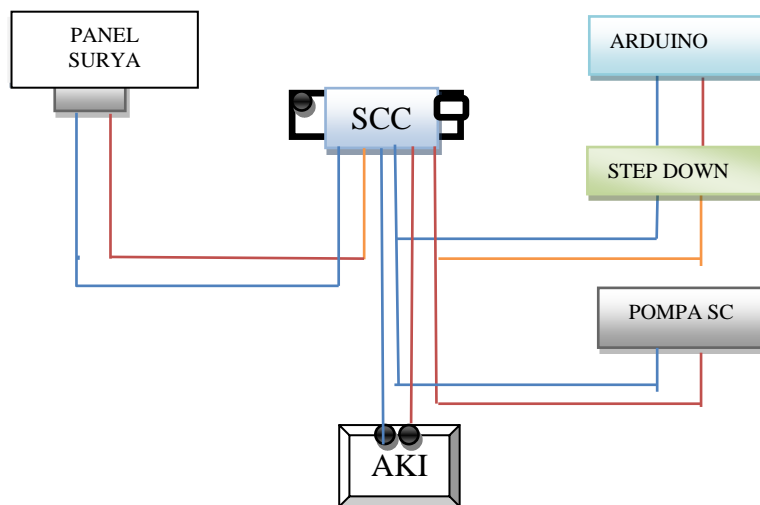 PANEL
SURYA
ARDUINO
SCC
STEP DOWN
POMPA SC
AKI